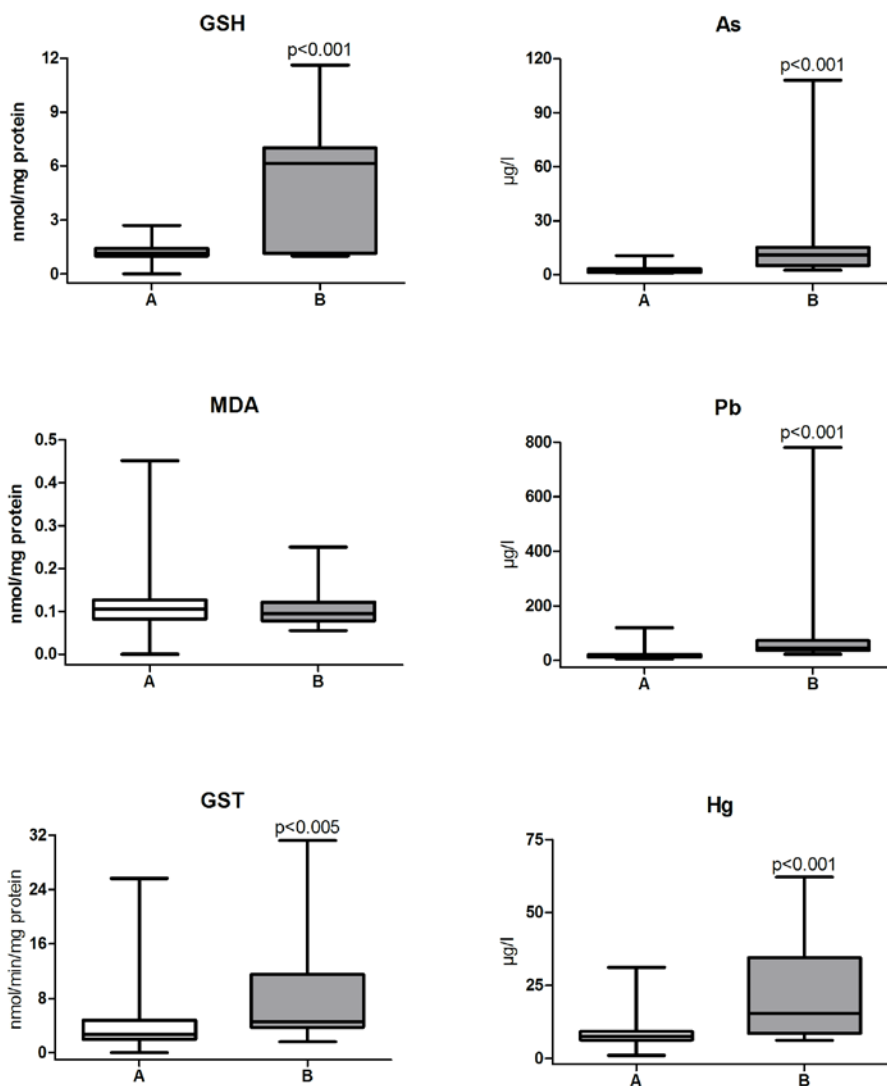 GSH
p<0.001
nmol/mg protein
12
9
6
3
0
A
B
As
p<0.001
µg/l
120
90
60
30
0
A
B
MDA
nmol/mg protein
0.5
0.4
0.3
0.2
0.1
0.0
A
B
Pb
p<0.001
µg/l
800
600
400
200
0
A
B
GST
p<0.005
nmol/min/mg protein
32
24
16
8
0
A
B
Hg
p<0.001
µg/l
75
50
25
0
A
B